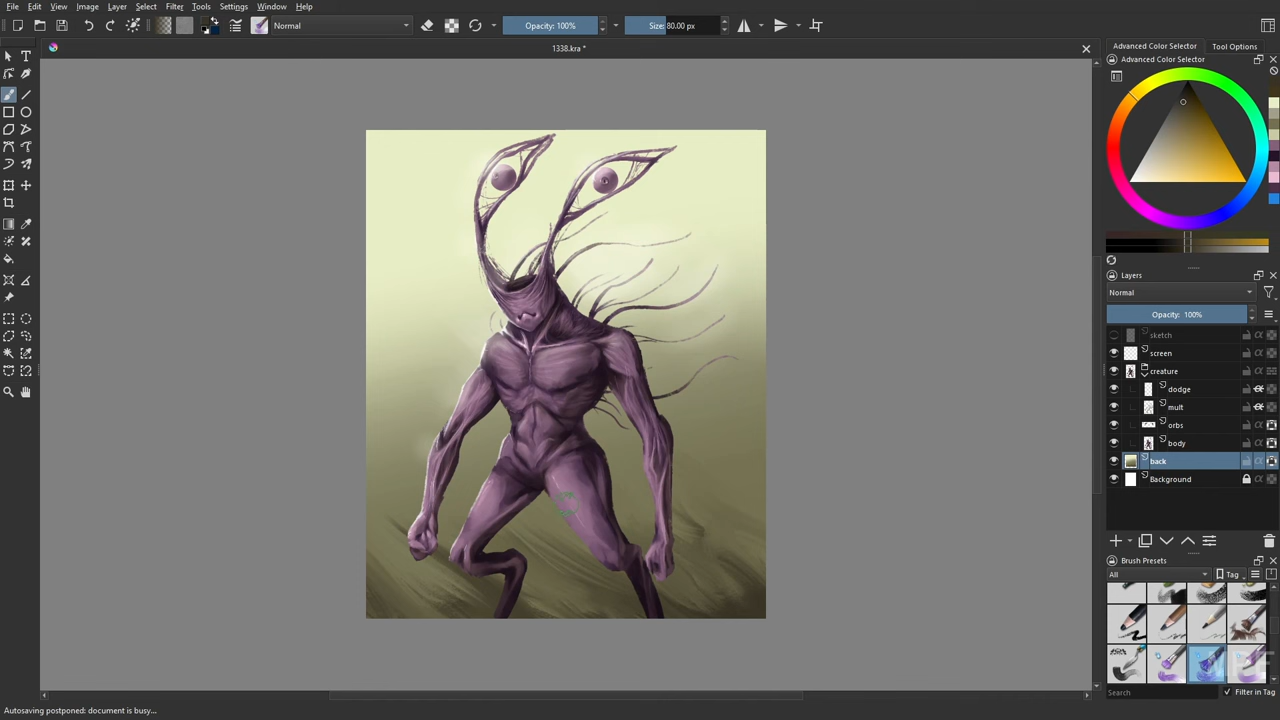 File Edit View Image Layer Select Filter Tools Settings Window Help
Normal Opacity: 100% Size: 80.00 px
1338.kra *
Advanced Color Selector Tool Options
Advanced Color Selector
Layers
Normal
Opacity: 100%
sketch
screen
creature
dodge
mult
orbs
body
back
Background
Brush Presets
All Tag
Search Filter in Tag
Autosaving postponed: document is busy...